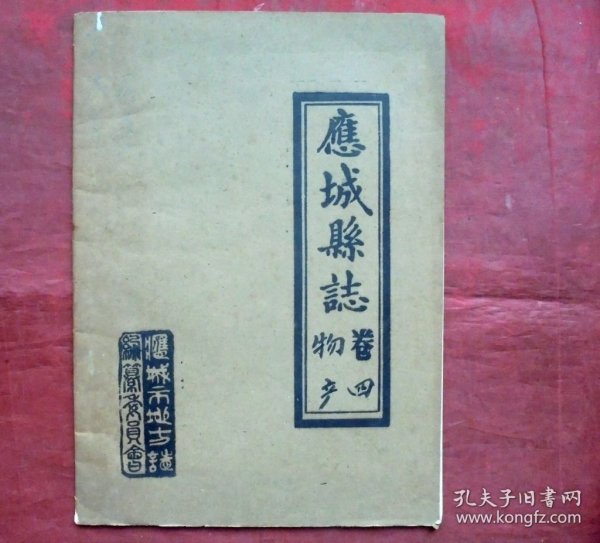 應城縣誌
卷四
物产
應城市地方誌
編纂委員會
孔夫子旧书网
www.kongfz.com